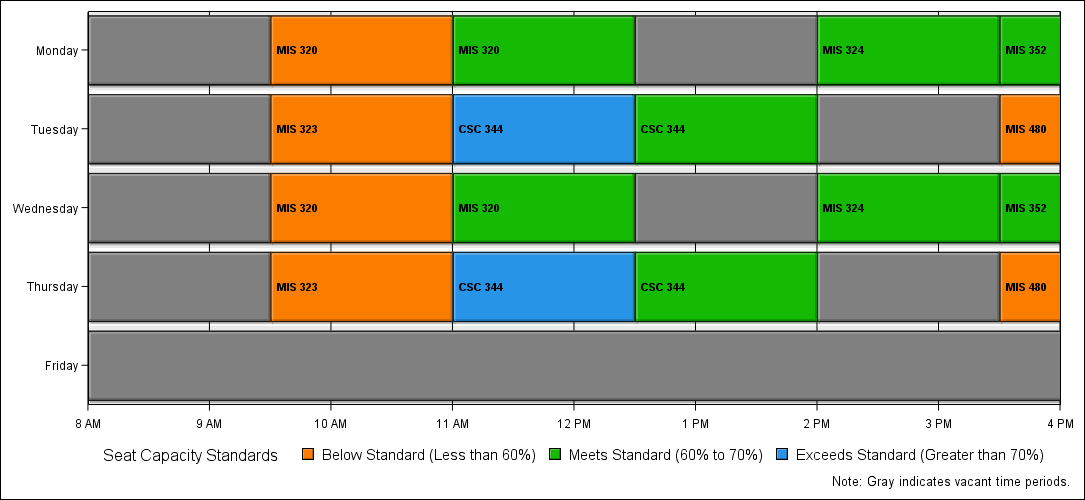 Monday MIS 320 MIS 320 MIS 324 MIS 352
Tuesday MIS 323 CSC 344 CSC 344 MIS 480
Wednesday MIS 320 MIS 320 MIS 324 MIS 352
Thursday MIS 323 CSC 344 CSC 344 MIS 480
Friday
8 AM 9 AM 10 AM 11 AM 12 PM 1 PM 2 PM 3 PM 4 PM
Seat Capacity Standards Below Standard (Less than 60%) Meets Standard (60% to 70%) Exceeds Standard (Greater than 70%)
Note: Gray indicates vacant time periods.